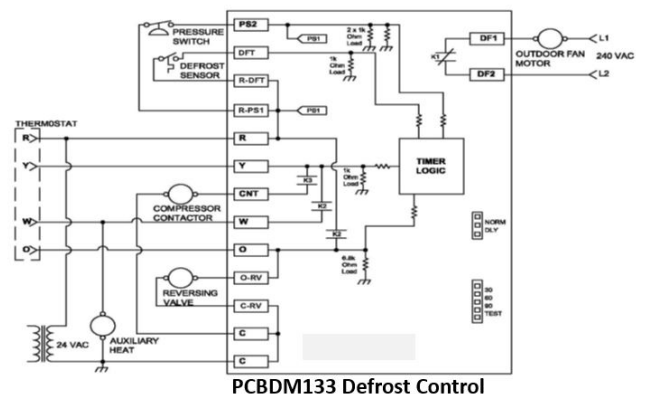 PRESSURE
SWITCH
DEFROST
SENSOR
THERMOSTAT
R
Y
W
O
COMPRESSOR
CONTACTOR
REVERSING
VALVE
24 VAC
AUXILIARY
HEAT
PS2
DFT
R-DFT
R-PS1
R
Y
CNT
W
O
O-RV
C-RV
C
C
PS1
2 x 1k
Ohm
Load
1k
Ohm
Load
PS1
K3
K2
K2
1k
Ohm
Load
6.8k
Ohm
Load
TIMER
LOGIC
K1
DF1
DF2
OUTDOOR FAN
MOTOR
L1
240 VAC
L2
NORM
DLY
30
60
90
TEST
PCBDM133 Defrost Control